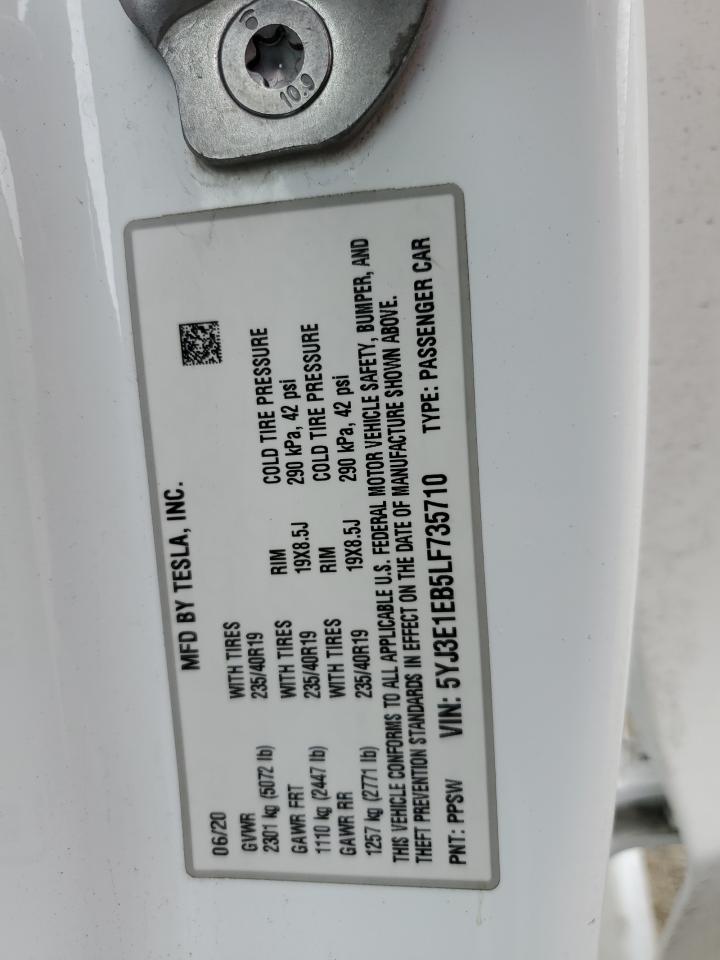 10.9
MFD BY TESLA, INC.
06/20
GVWR WITH TIRES RIM COLD TIRE PRESSURE
2301 kg (5072 lb) 235/40R19 19X8.5J 290 kPa, 42 psi
GAWR FRT WITH TIRES RIM COLD TIRE PRESSURE
1110 kg (2447 lb) 235/40R19 19X8.5J 290 kPa, 42 psi
GAWR RR WITH TIRES
1257 kg (2771 lb) 235/40R19
THIS VEHICLE CONFORMS TO ALL APPLICABLE U.S. FEDERAL MOTOR VEHICLE SAFETY, BUMPER, AND
THEFT PREVENTION STANDARDS IN EFFECT ON THE DATE OF MANUFACTURE SHOWN ABOVE.
PNT: PPSW VIN: 5YJ3E1EB5LF735710 TYPE: PASSENGER CAR